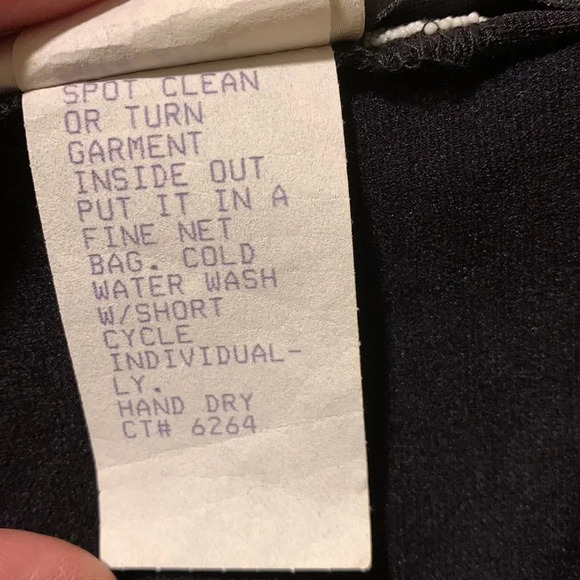 SPOT CLEAN
OR TURN
GARMENT
INSIDE OUT
PUT IT IN A
FINE NET
BAG. COLD
WATER WASH
W/SHORT
CYCLE
INDIVIDUAL-
LY.
HAND DRY
CT# 6264